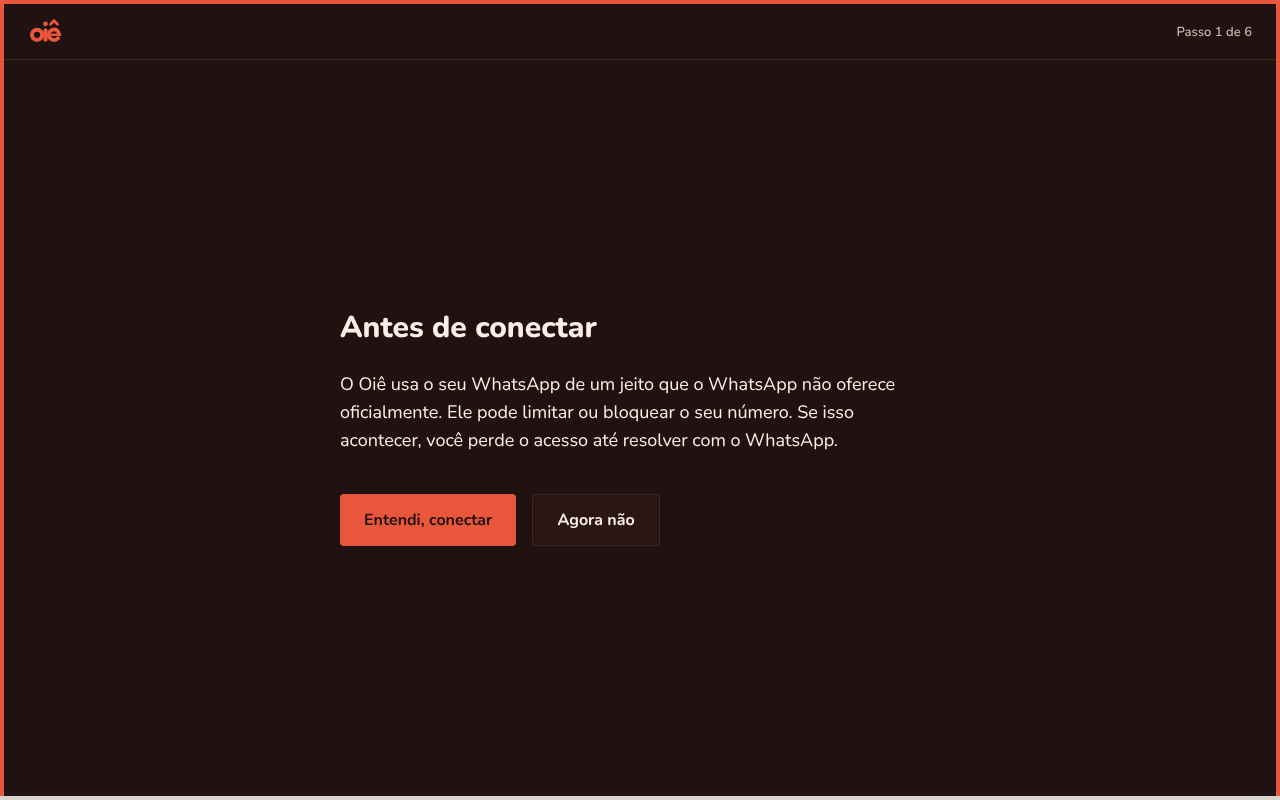 oiê
Passo 1 de 6
Antes de conectar
O Oiê usa o seu WhatsApp de um jeito que o WhatsApp não oferece
oficialmente. Ele pode limitar ou bloquear o seu número. Se isso
acontecer, você perde o acesso até resolver com o WhatsApp.
Entendi, conectar
Agora não